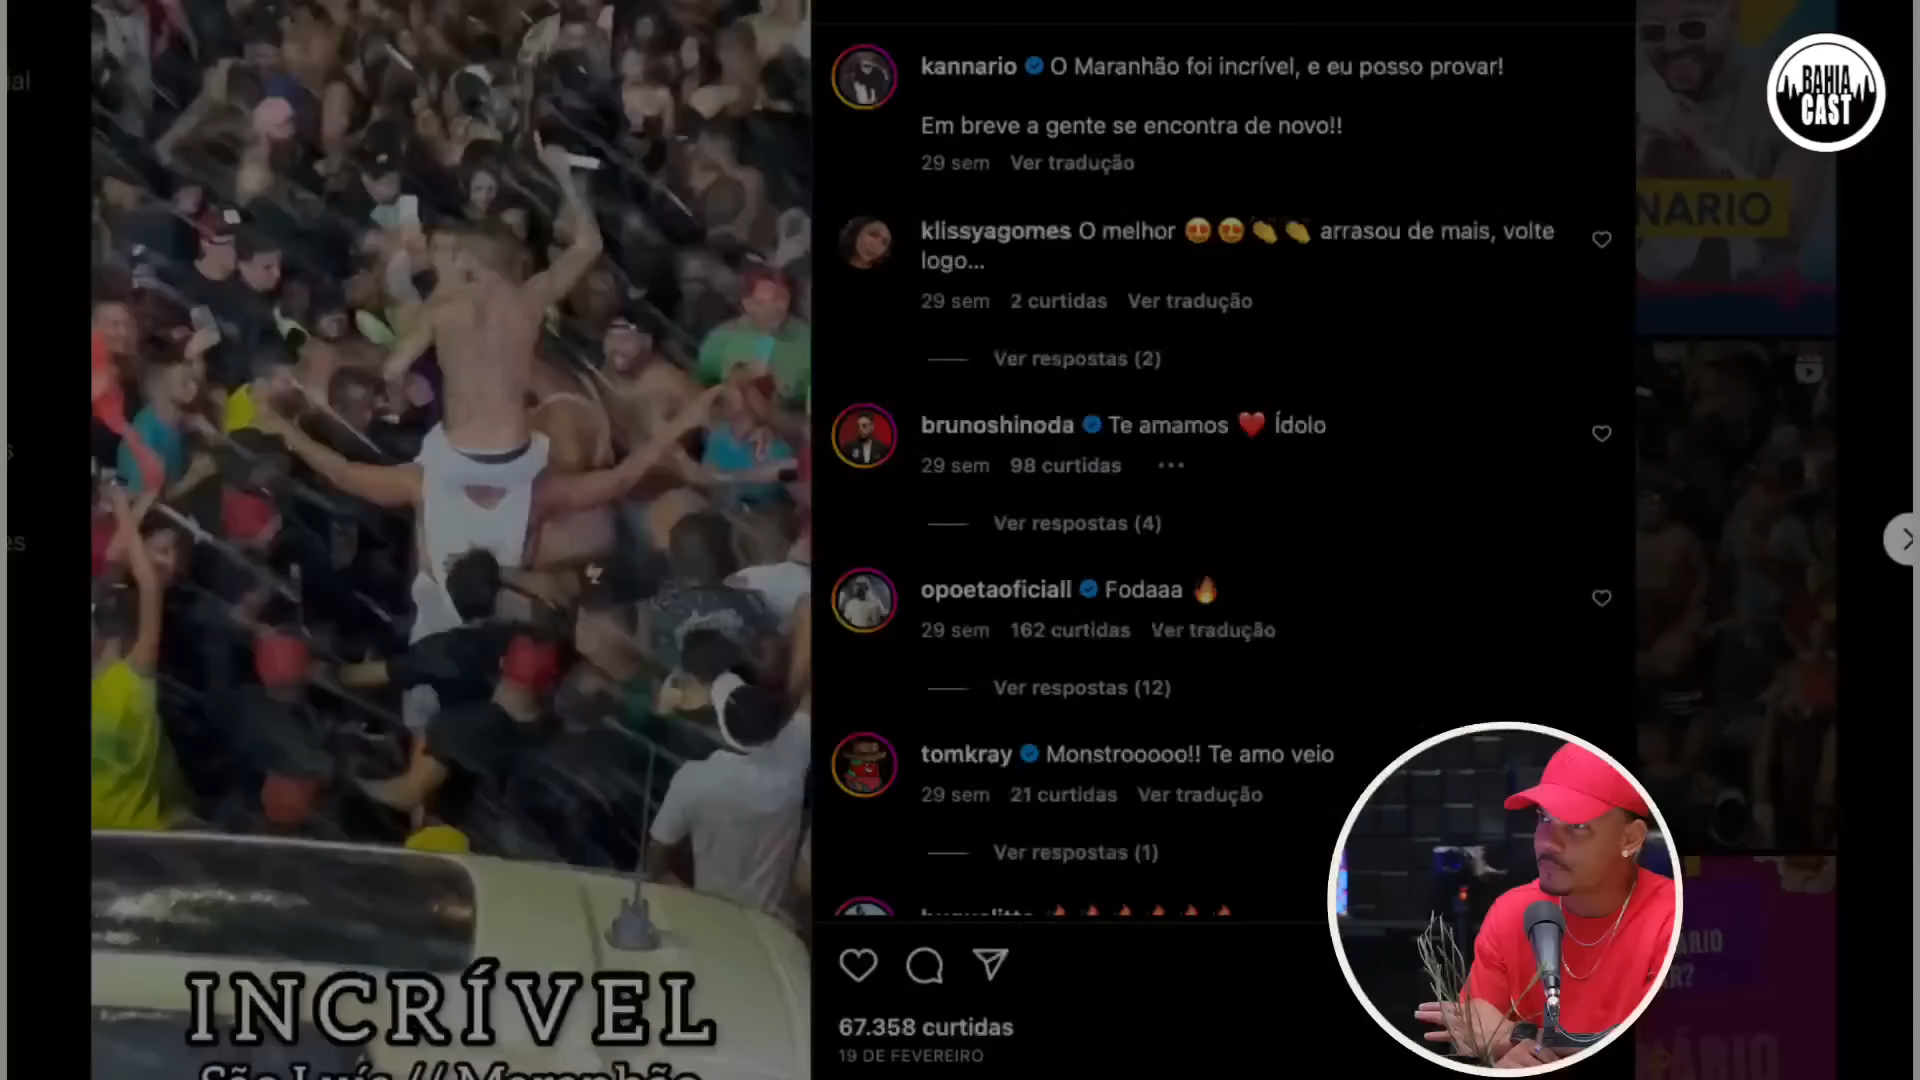 BAHIA
CAST
kannario O Maranhão foi incrível, e eu posso provar!
Em breve a gente se encontra de novo!!
29 sem Ver tradução
klissyagomes O melhor 😍😍👏👏 arrasou de mais, volte
logo...
29 sem 2 curtidas Ver tradução
Ver respostas (2)
brunoshinoda Te amamos ❤️ Ídolo
29 sem 98 curtidas ...
Ver respostas (4)
opoetaoficiall Fodaaa 🔥
29 sem 162 curtidas Ver tradução
Ver respostas (12)
tomkray Monstrooooo!! Te amo veio
29 sem 21 curtidas Ver tradução
Ver respostas (1)
67.358 curtidas
19 DE FEVEREIRO
INCRÍVEL
São Luís // Maranhão
NARIO